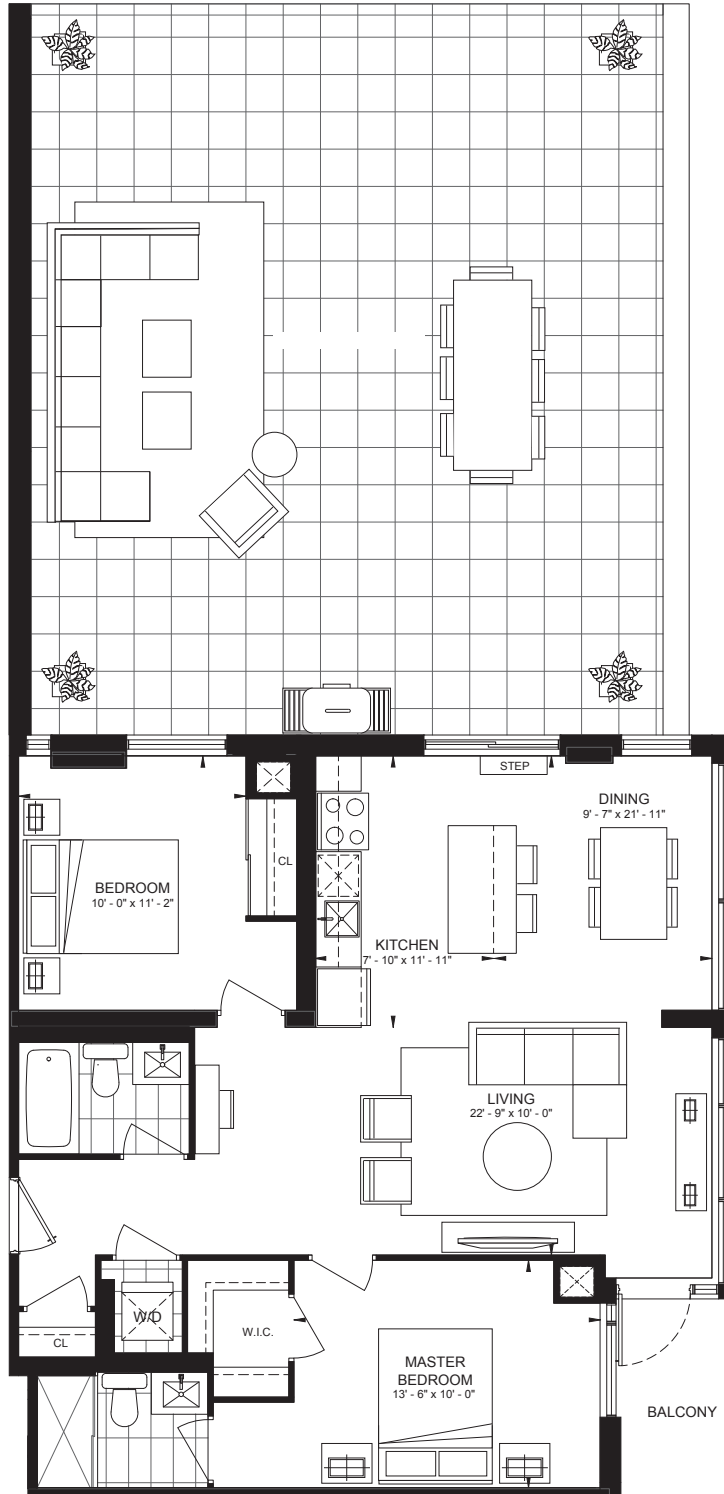 STEP
DINING
9' - 7" x 21' - 11"
CL
BEDROOM
10' - 0" x 11' - 2"
KITCHEN
7' - 10" x 11' - 11"
LIVING
22' - 9" x 10' - 0"
W/D
W.I.C.
CL
MASTER
BEDROOM
13' - 6" x 10' - 0"
BALCONY